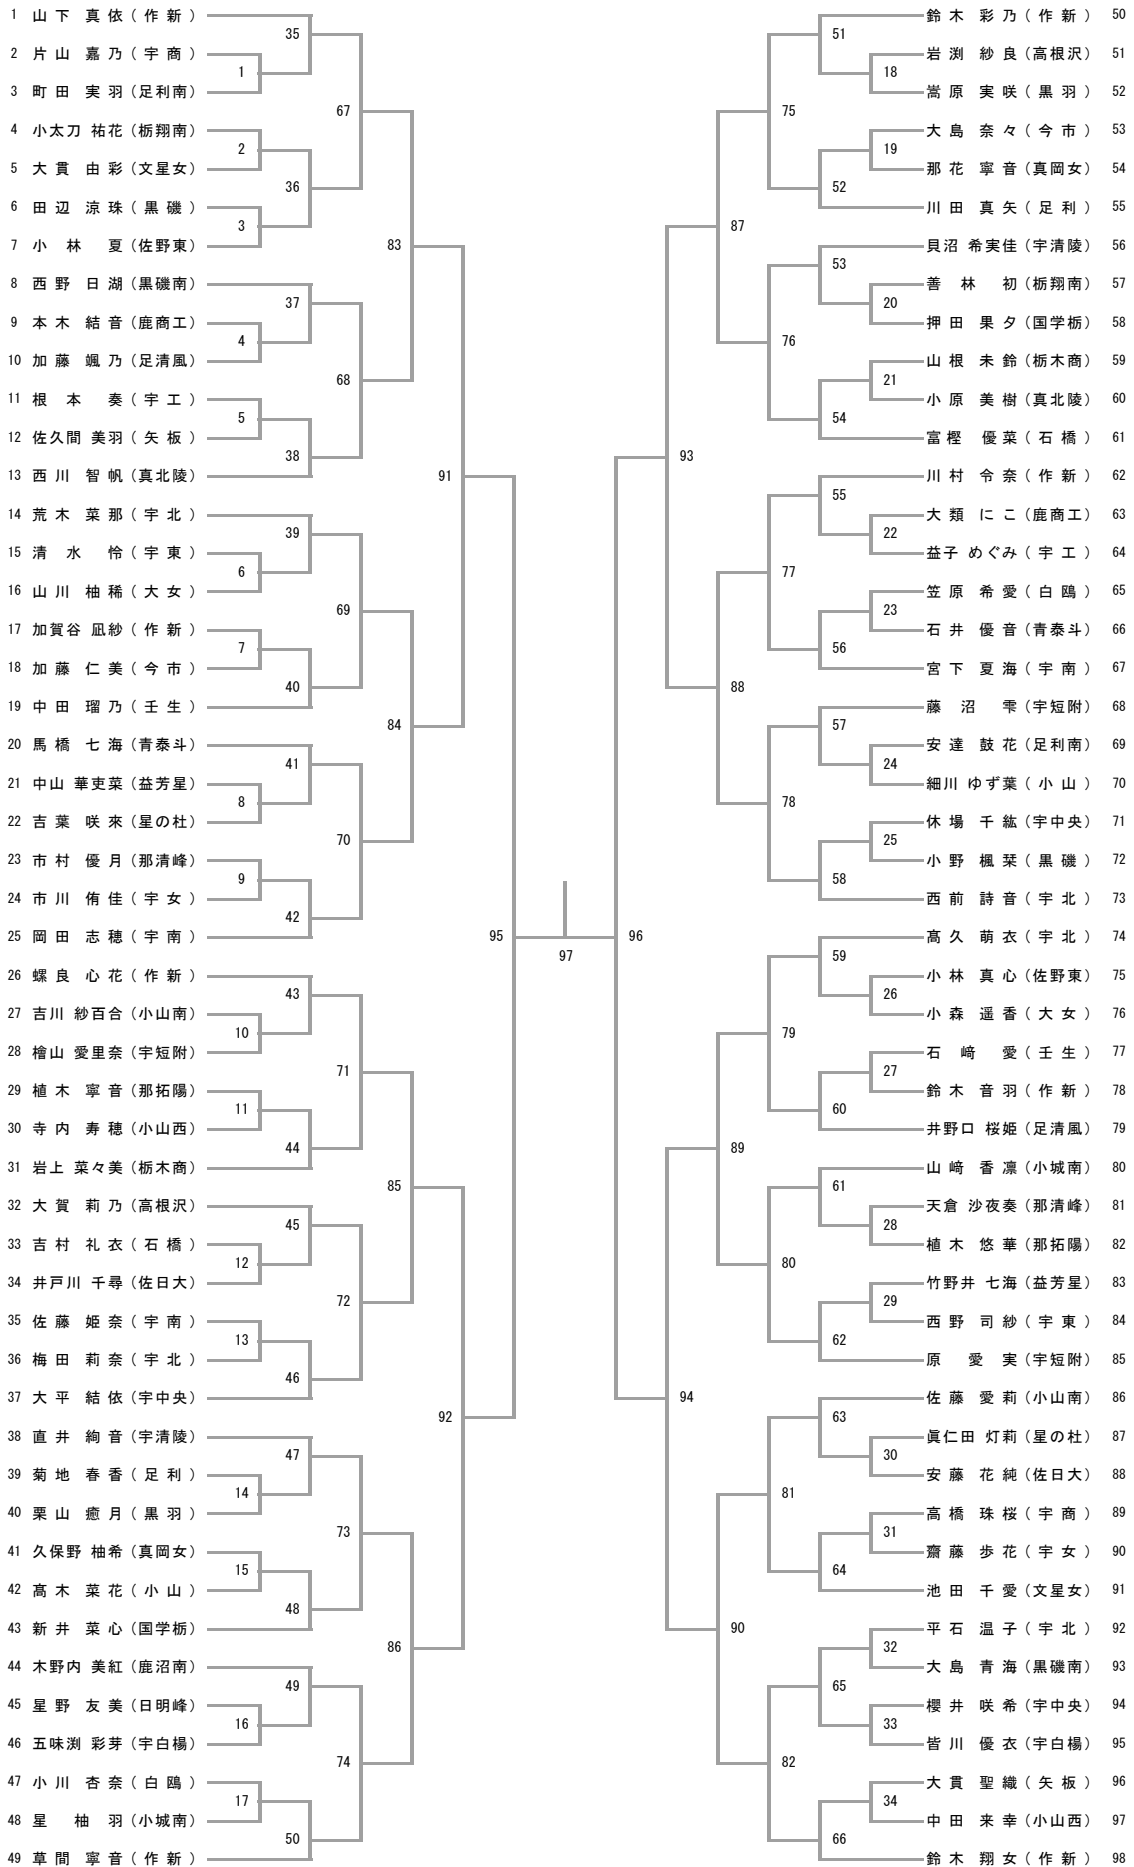 1 山下 真依(作新)
2 片山 嘉乃(宇商)
3 町田 実羽(足利南)
4 小太刀 祐花(栃翔南)
5 大貫 由彩(文星女)
6 田辺 涼珠(黒磯)
7 小林 夏(佐野東)
8 西野 日湖(黒磯南)
9 本木 結音(鹿商工)
10 加藤 颯乃(足清風)
11 根本 奏(宇工)
12 佐久間 美羽(矢板)
13 西川 智帆(真北陵)
14 荒木 菜那(宇北)
15 清水 怜(宇東)
16 山川 柚稀(大女)
17 加賀谷 凪紗(作新)
18 加藤 仁美(今市)
19 中田 瑠乃(壬生)
20 馬橋 七海(青泰斗)
21 中山 華吏菜(益芳星)
22 吉葉 咲來(星の杜)
23 市村 優月(那清峰)
24 市川 侑佳(宇女)
25 岡田 志穂(宇南)
26 螺良 心花(作新)
27 吉川 紗百合(小山南)
28 檜山 愛里奈(宇短附)
29 植木 寧音(那拓陽)
30 寺内 寿穂(小山西)
31 岩上 菜々美(栃木商)
32 大賀 莉乃(高根沢)
33 吉村 礼衣(石橋)
34 井戸川 千尋(佐日大)
35 佐藤 姫奈(宇南)
36 梅田 莉奈(宇北)
37 大平 結依(宇中央)
38 直井 絢音(宇清陵)
39 菊地 春香(足利)
40 栗山 癒月(黒羽)
41 久保野 柚希(真岡女)
42 髙木 菜花(小山)
43 新井 菜心(国学栃)
44 木野内 美紅(鹿沼南)
45 星野 友美(日明峰)
46 五味渕 彩芽(宇白楊)
47 小川 杏奈(白鴎)
48 星 柚羽(小城南)
49 草間 寧音(作新)
35
1
67
2
36
3
83
37
4
68
5
38
91
39
6
69
7
40
84
41
8
70
9
42
95
43
10
71
11
44
85
45
12
72
13
46
92
47
14
73
15
48
86
49
16
74
17
50
97
96
51
18
75
19
52
87
53
20
76
21
54
93
55
22
77
23
56
88
57
24
78
25
58
59
26
79
27
60
89
61
28
80
29
62
94
63
30
81
31
64
90
32
65
33
82
34
66
鈴木 彩乃(作新) 50
岩渕 紗良(高根沢) 51
嵩原 実咲(黒羽) 52
大島 奈々(今市) 53
那花 寧音(真岡女) 54
川田 真矢(足利) 55
貝沼 希実佳(宇清陵) 56
善林 初(栃翔南) 57
押田 果夕(国学栃) 58
山根 未鈴(栃木商) 59
小原 美樹(真北陵) 60
富樫 優菜(石橋) 61
川村 令奈(作新) 62
大類 にこ(鹿商工) 63
益子 めぐみ(宇工) 64
笠原 希愛(白鴎) 65
石井 優音(青泰斗) 66
宮下 夏海(宇南) 67
藤沼 雫(宇短附) 68
安達 鼓花(足利南) 69
細川 ゆず葉(小山) 70
休場 千紘(宇中央) 71
小野 楓栞(黒磯) 72
西前 詩音(宇北) 73
髙久 萌衣(宇北) 74
小林 真心(佐野東) 75
小森 遥香(大女) 76
石﨑 愛(壬生) 77
鈴木 音羽(作新) 78
井野口 桜姫(足清風) 79
山﨑 香凛(小城南) 80
天倉 沙夜奏(那清峰) 81
植木 悠華(那拓陽) 82
竹野井 七海(益芳星) 83
西野 司紗(宇東) 84
原 愛実(宇短附) 85
佐藤 愛莉(小山南) 86
眞仁田 灯莉(星の杜) 87
安藤 花純(佐日大) 88
高橋 珠桜(宇商) 89
齋藤 歩花(宇女) 90
池田 千愛(文星女) 91
平石 温子(宇北) 92
大島 青海(黒磯南) 93
櫻井 咲希(宇中央) 94
皆川 優衣(宇白楊) 95
大貫 聖織(矢板) 96
中田 来幸(小山西) 97
鈴木 翔女(作新) 98